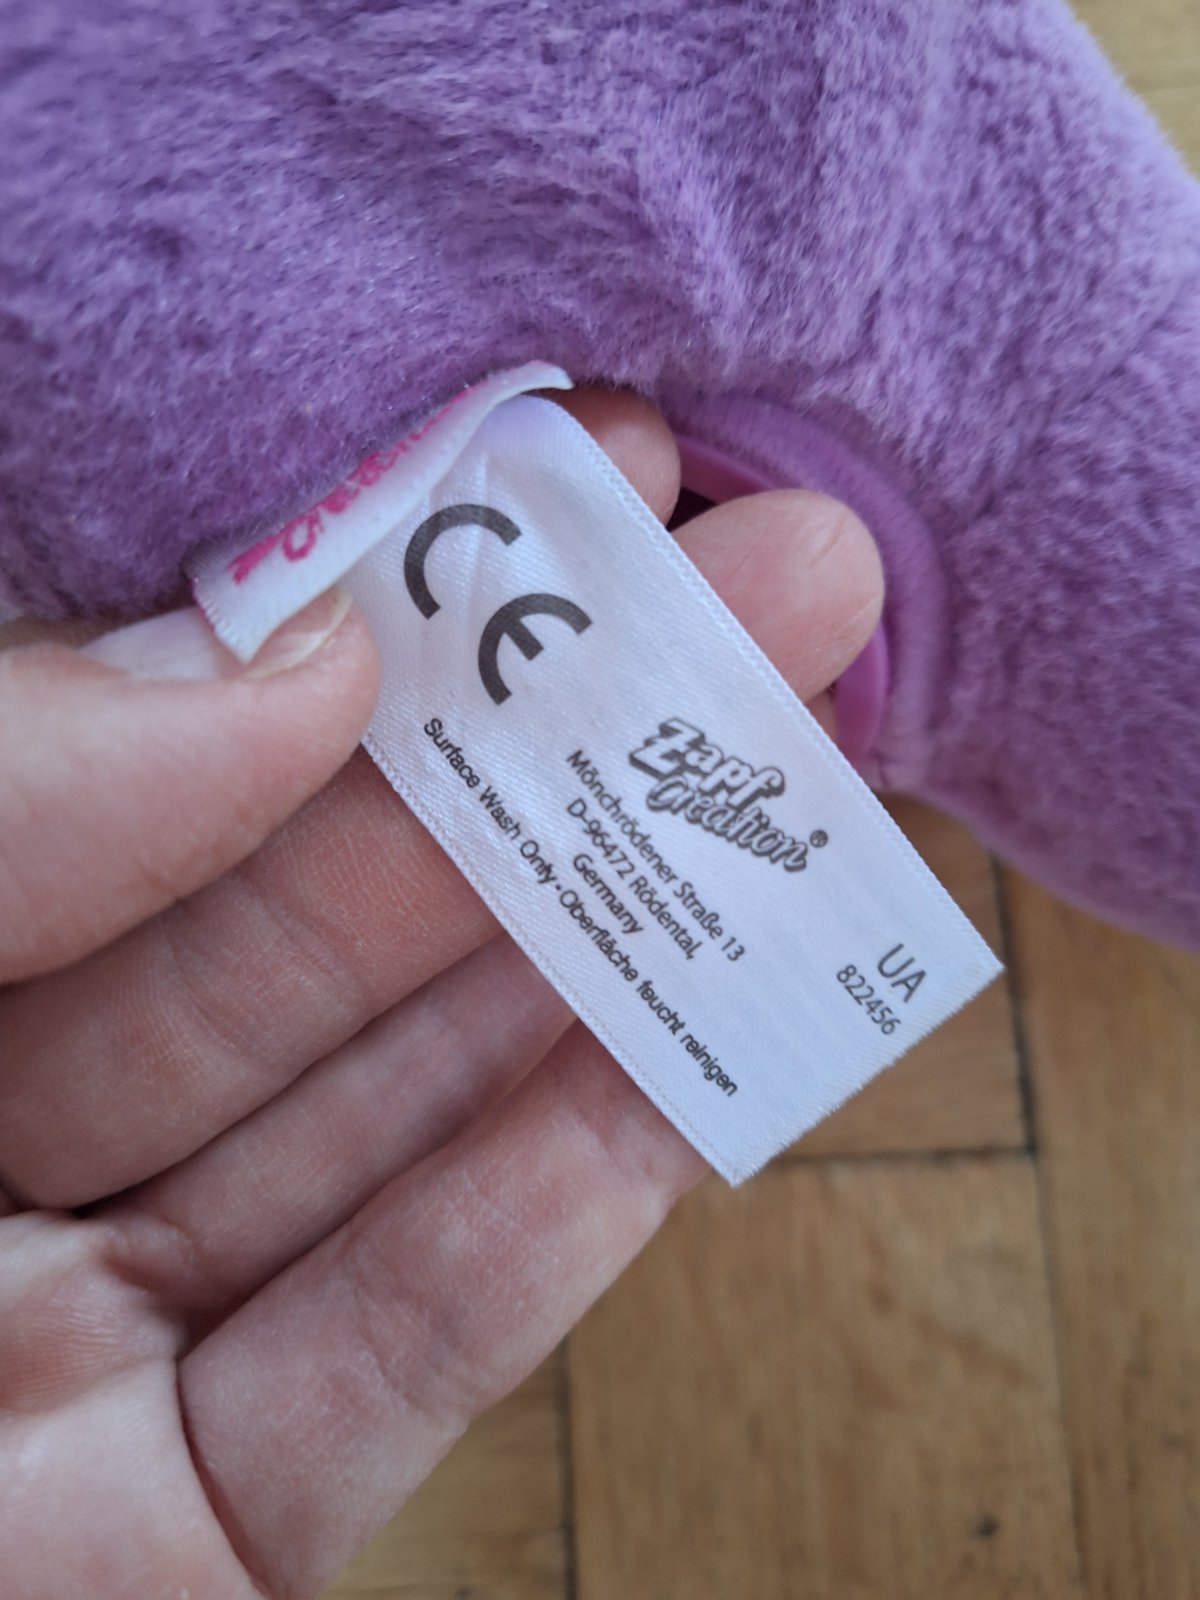 CE
Zapf
Creation®
Mönchrödener Straße 13
D-96472 Rödental,
Germany
Surface Wash Only - Oberfläche feucht reinigen
UA
822456